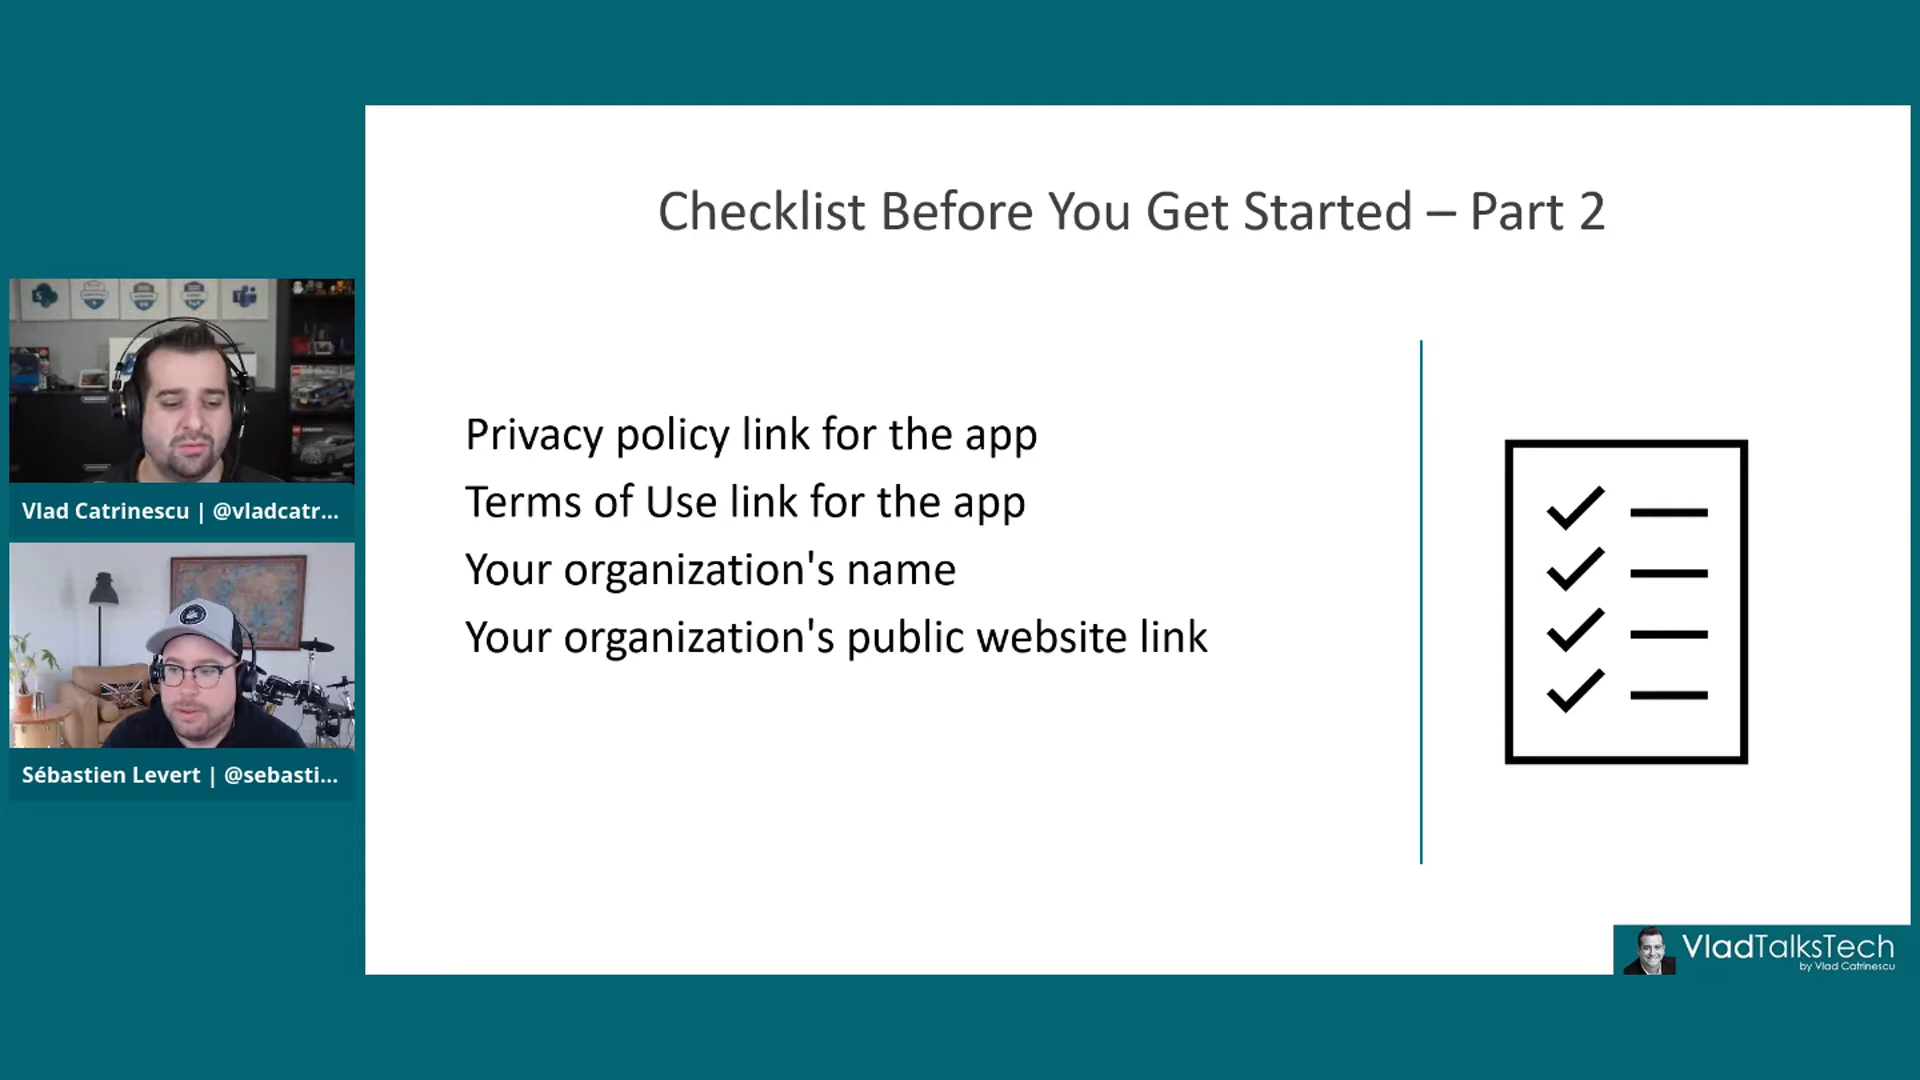 Checklist Before You Get Started – Part 2
Privacy policy link for the app
Terms of Use link for the app
Your organization's name
Your organization's public website link
Vlad Catrinescu | @vladcatr...
Sébastien Levert | @sebasti...
VladTalksTech
by Vlad Catrinescu